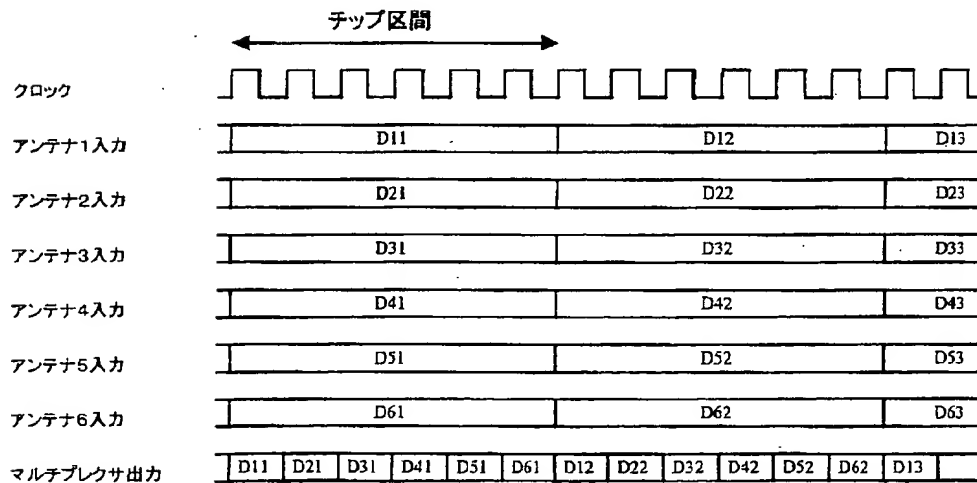 チップ区間
クロック
アンテナ1入力 D11 D12 D13
アンテナ2入力 D21 D22 D23
アンテナ3入力 D31 D32 D33
アンテナ4入力 D41 D42 D43
アンテナ5入力 D51 D52 D53
アンテナ6入力 D61 D62 D63
マルチプレクサ出力 D11 D21 D31 D41 D51 D61 D12 D22 D32 D42 D52 D62 D13